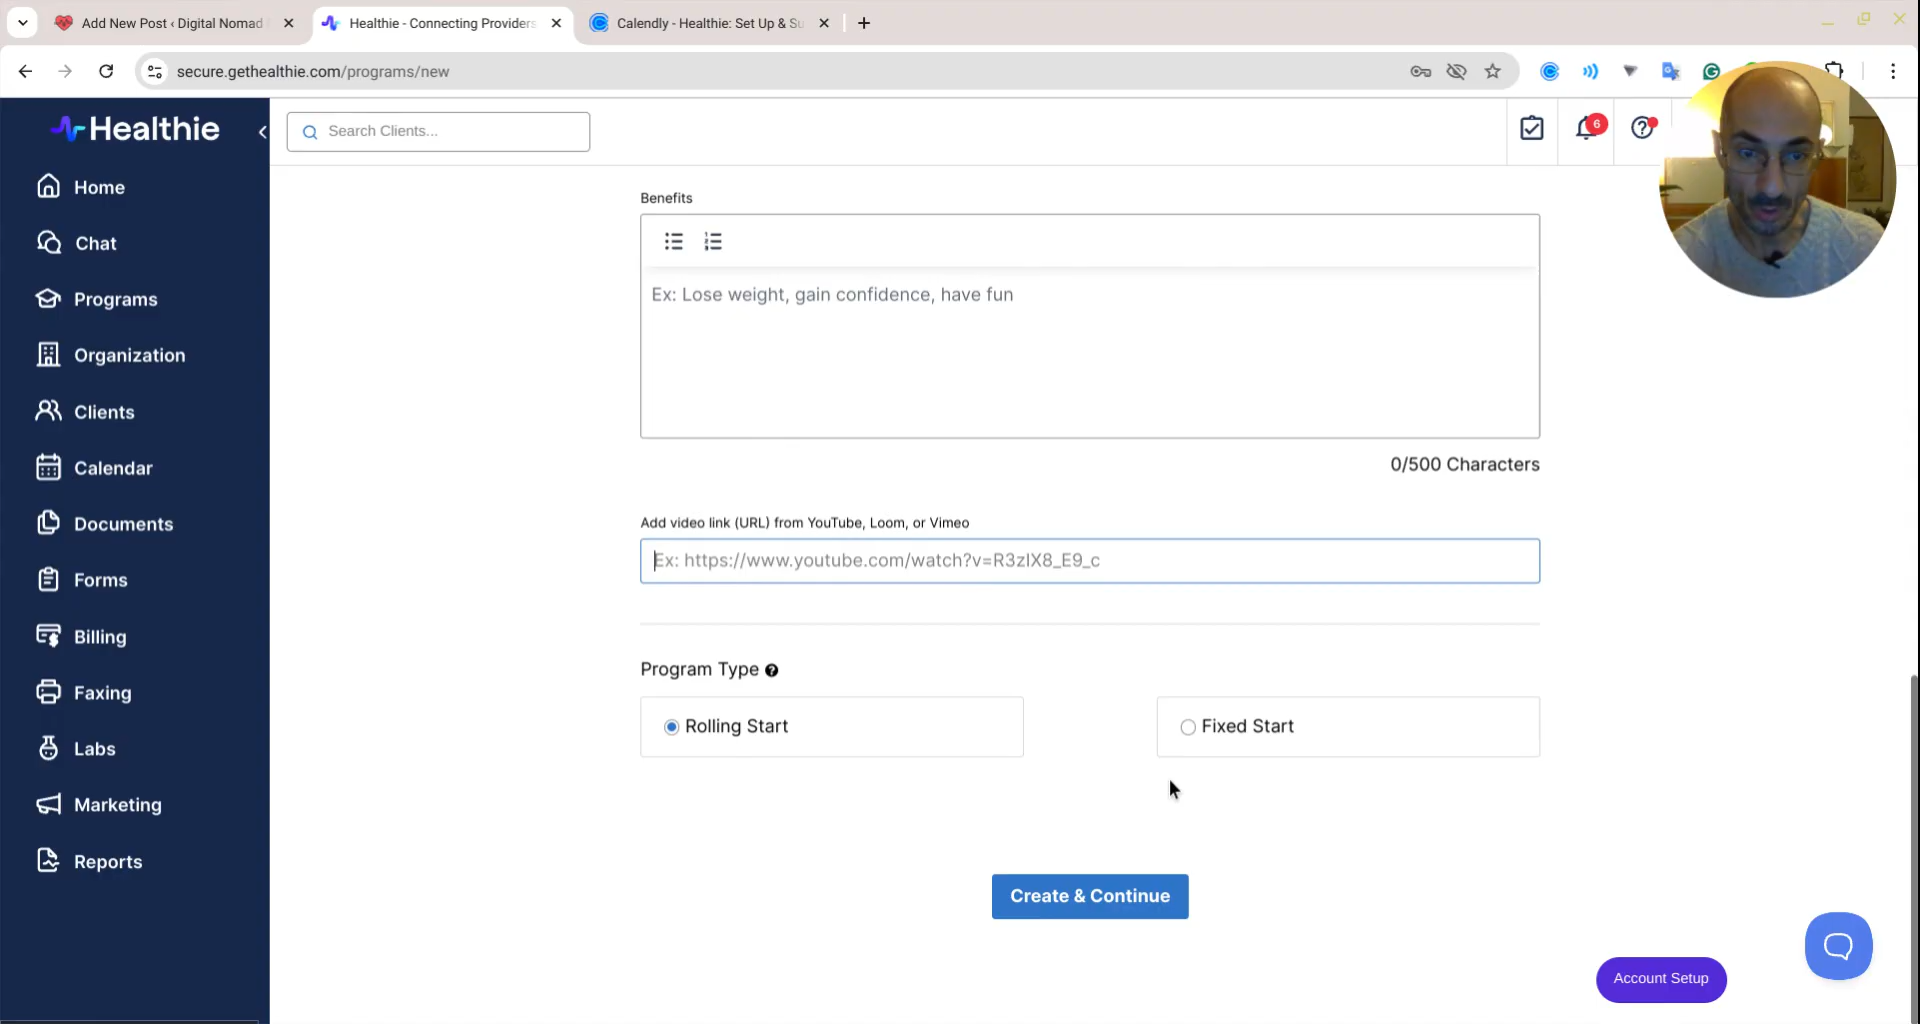 Add New Post ‹ Digital Nomad
Healthie - Connecting Providers
Calendly - Healthie: Set Up & Su
secure.gethealthie.com/programs/new
Healthie
Search Clients...
6
Home
Chat
Programs
Organization
Clients
Calendar
Documents
Forms
Billing
Faxing
Labs
Marketing
Reports
Benefits
Ex: Lose weight, gain confidence, have fun
0/500 Characters
Add video link (URL) from YouTube, Loom, or Vimeo
Ex: https://www.youtube.com/watch?v=R3zIX8_E9_c
Program Type
Rolling Start
Fixed Start
Create & Continue
Account Setup